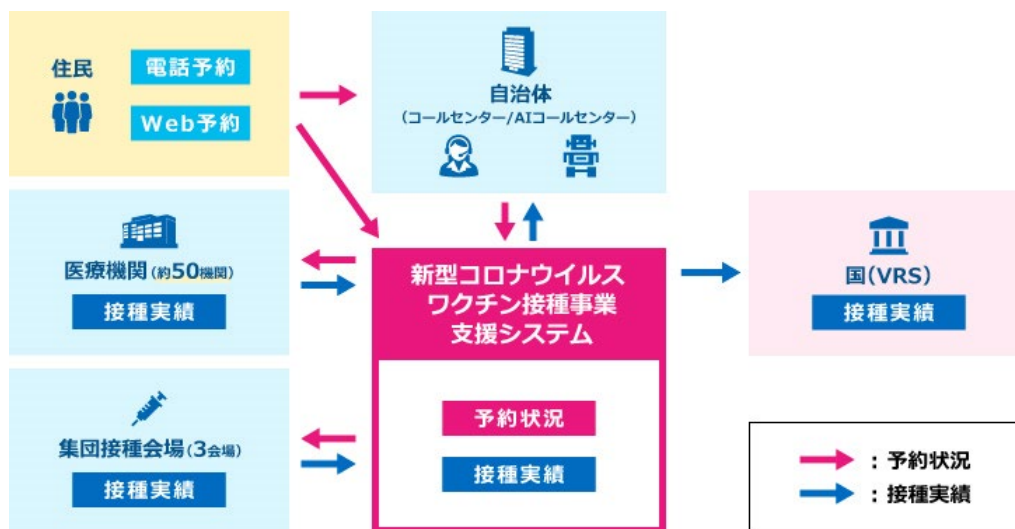 住民
電話予約
Web予約
自治体
(コールセンター/AIコールセンター)
医療機関(約50機関)
接種実績
新型コロナウイルス
ワクチン接種事業
支援システム
国(VRS)
接種実績
集団接種会場(3会場)
接種実績
予約状況
接種実績
:予約状況
:接種実績